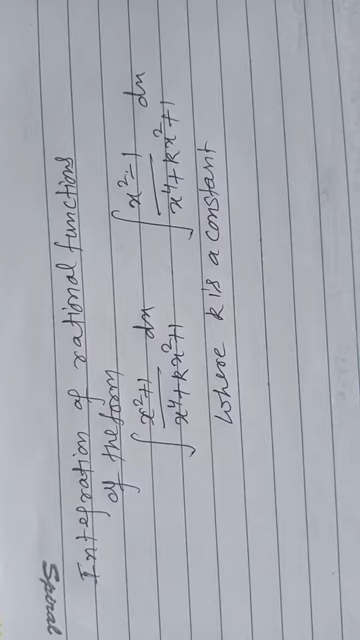 Spiral
Integration of rational functions
of the form
∫ x²+1 / x⁴+kx²+1 dx ∫ x²-1 / x⁴+kx²+1 dx
where k is a constant